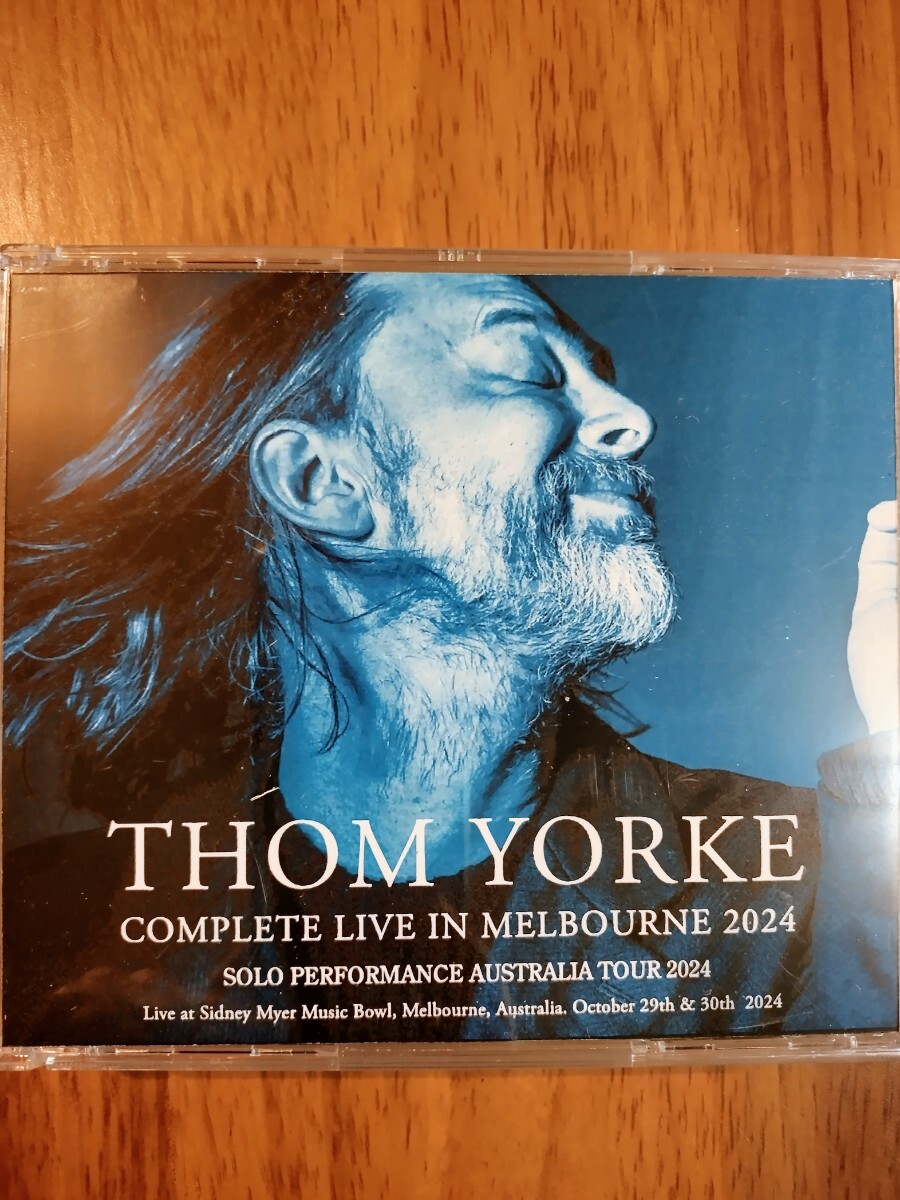 THOM YORKE
COMPLETE LIVE IN MELBOURNE 2024
SOLO PERFORMANCE AUSTRALIA TOUR 2024
Live at Sidney Myer Music Bowl, Melbourne, Australia. October 29th & 30th 2024